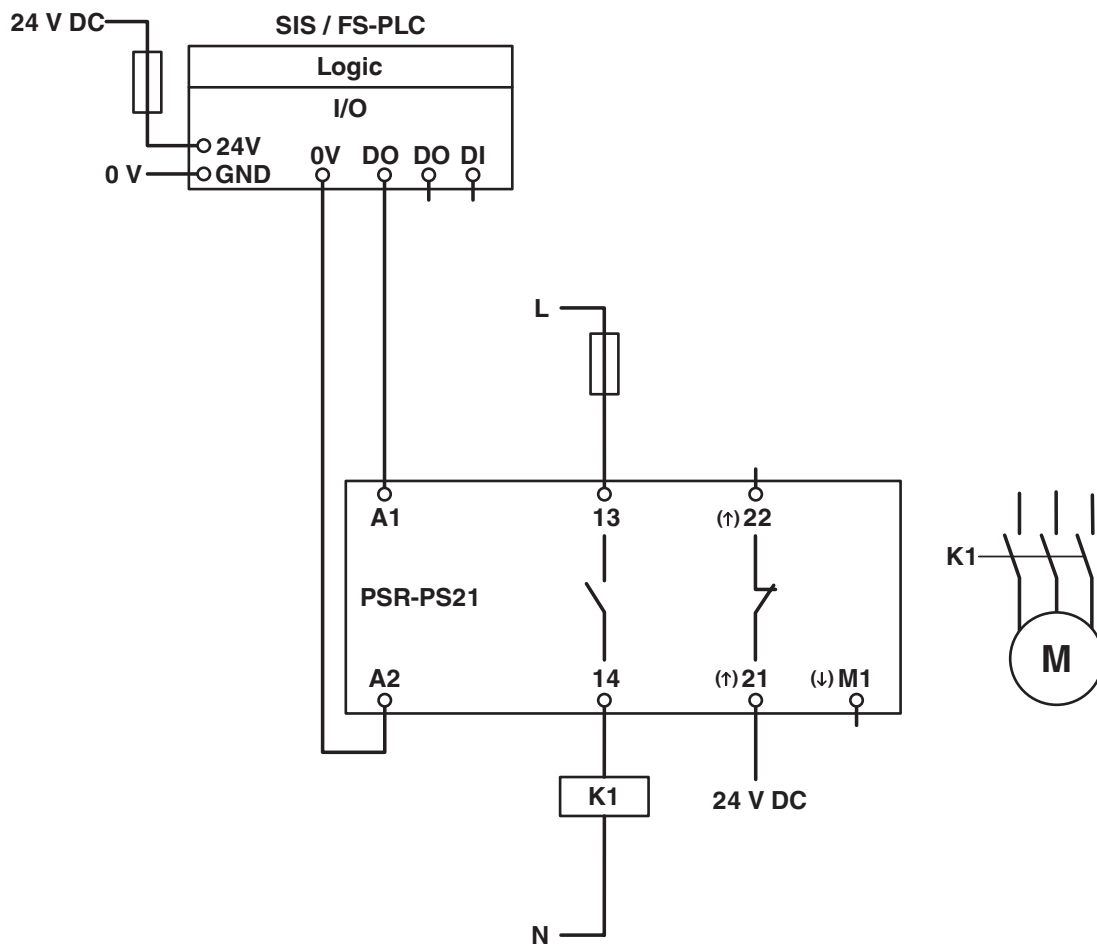 24 V DC
SIS / FS-PLC
Logic
I/O
24V
0V DO DO DI
0 V
GND
L
A1 13 (↑) 22
K1
PSR-PS21
M
A2 14 (↑) 21 (↓) M1
K1
24 V DC
N